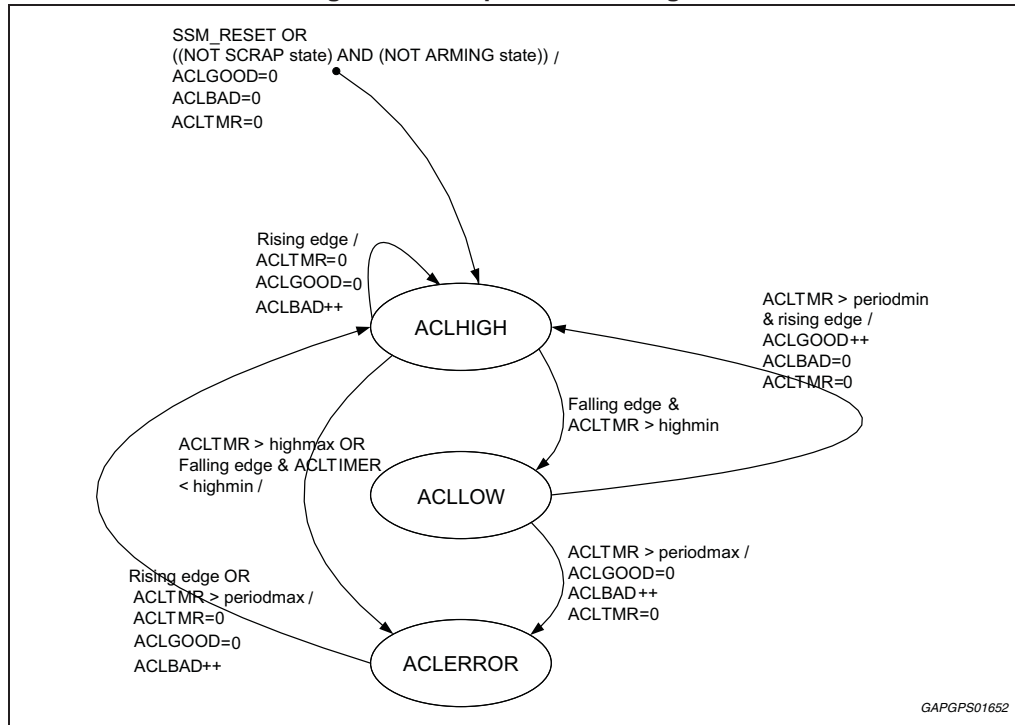 SSM_RESET OR
((NOT SCRAP state) AND (NOT ARMING state)) /
ACLGOOD=0
ACLBAD=0
ACLTMR=0
Rising edge /
ACLTMR=0
ACLGOOD=0
ACLBAD++
ACLHIGH
ACLTMR > periodmin
& rising edge /
ACLGOOD++
ACLBAD=0
ACLTMR=0
Falling edge &
ACLTMR > highmin
ACLTMR > highmax OR
Falling edge & ACLTIMER
< highmin /
ACLLOW
ACLTMR > periodmax /
ACLGOOD=0
ACLBAD++
ACLTMR=0
Rising edge OR
ACLTMR > periodmax /
ACLTMR=0
ACLGOOD=0
ACLBAD++
ACLERROR
GAPGPS01652